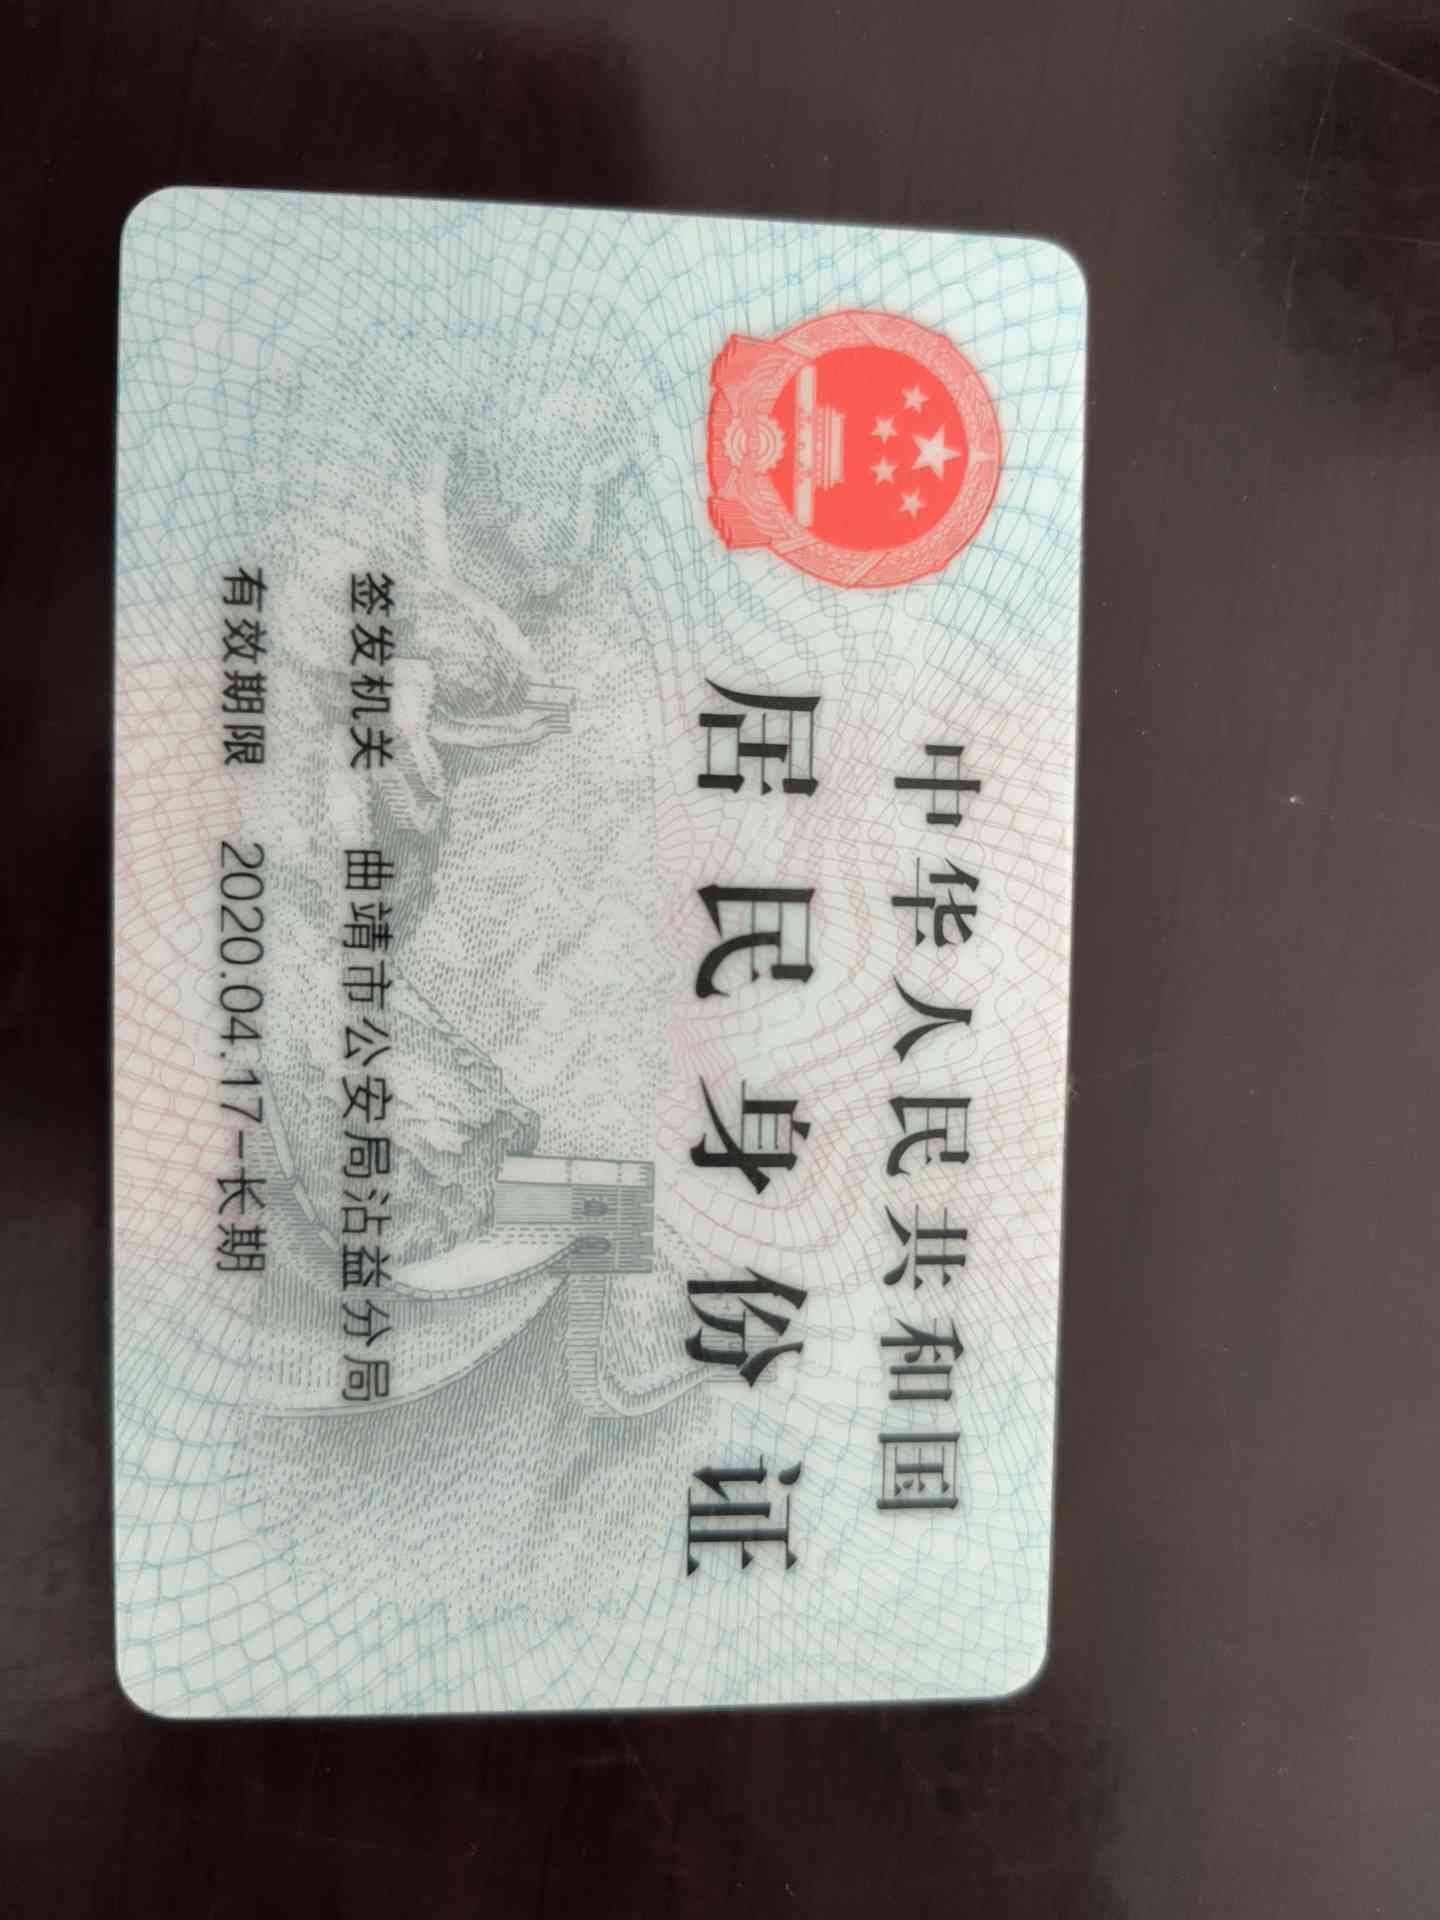 中华人民共和国
居民身份证
签发机关 曲靖市公安局沾益分局
有效期限 2020.04.17-长期